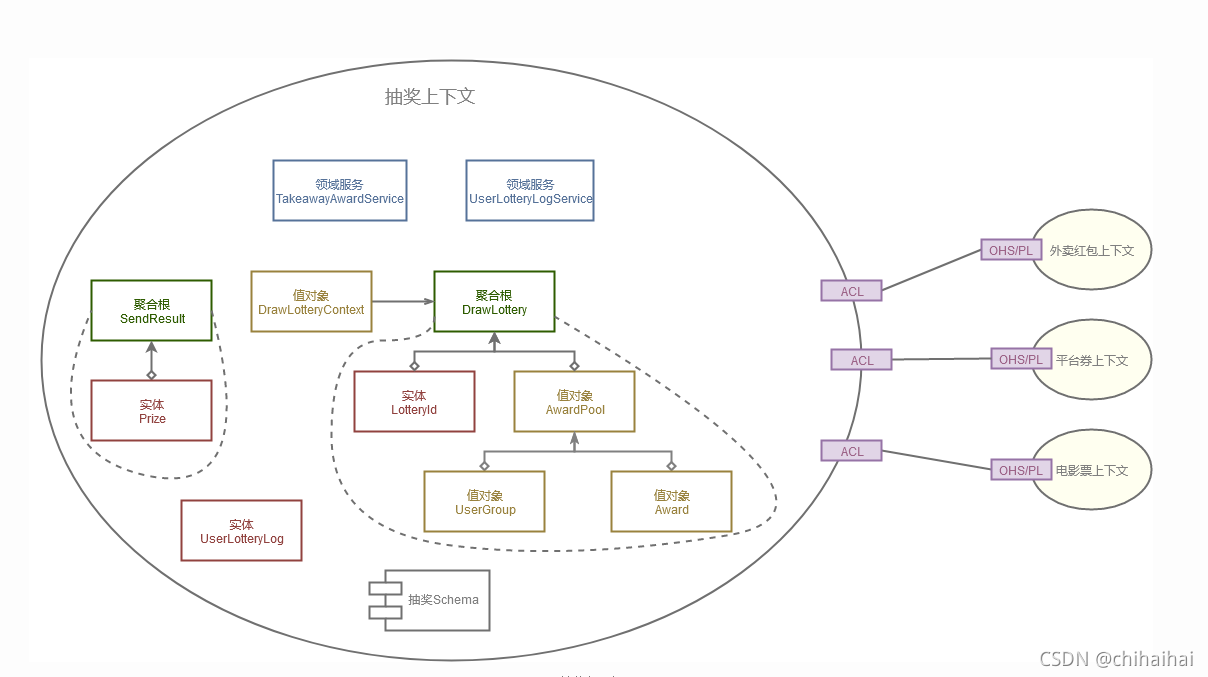 抽奖上下文
领域服务
TakeawayAwardService
领域服务
UserLotteryLogService
聚合根
SendResult
值对象
DrawLotteryContext
聚合根
DrawLottery
实体
Prize
实体
LotteryId
值对象
AwardPool
值对象
UserGroup
值对象
Award
实体
UserLotteryLog
抽奖Schema
ACL
OHS/PL
外卖红包上下文
ACL
OHS/PL
平台券上下文
ACL
OHS/PL
电影票上下文
CSDN @chihaihai